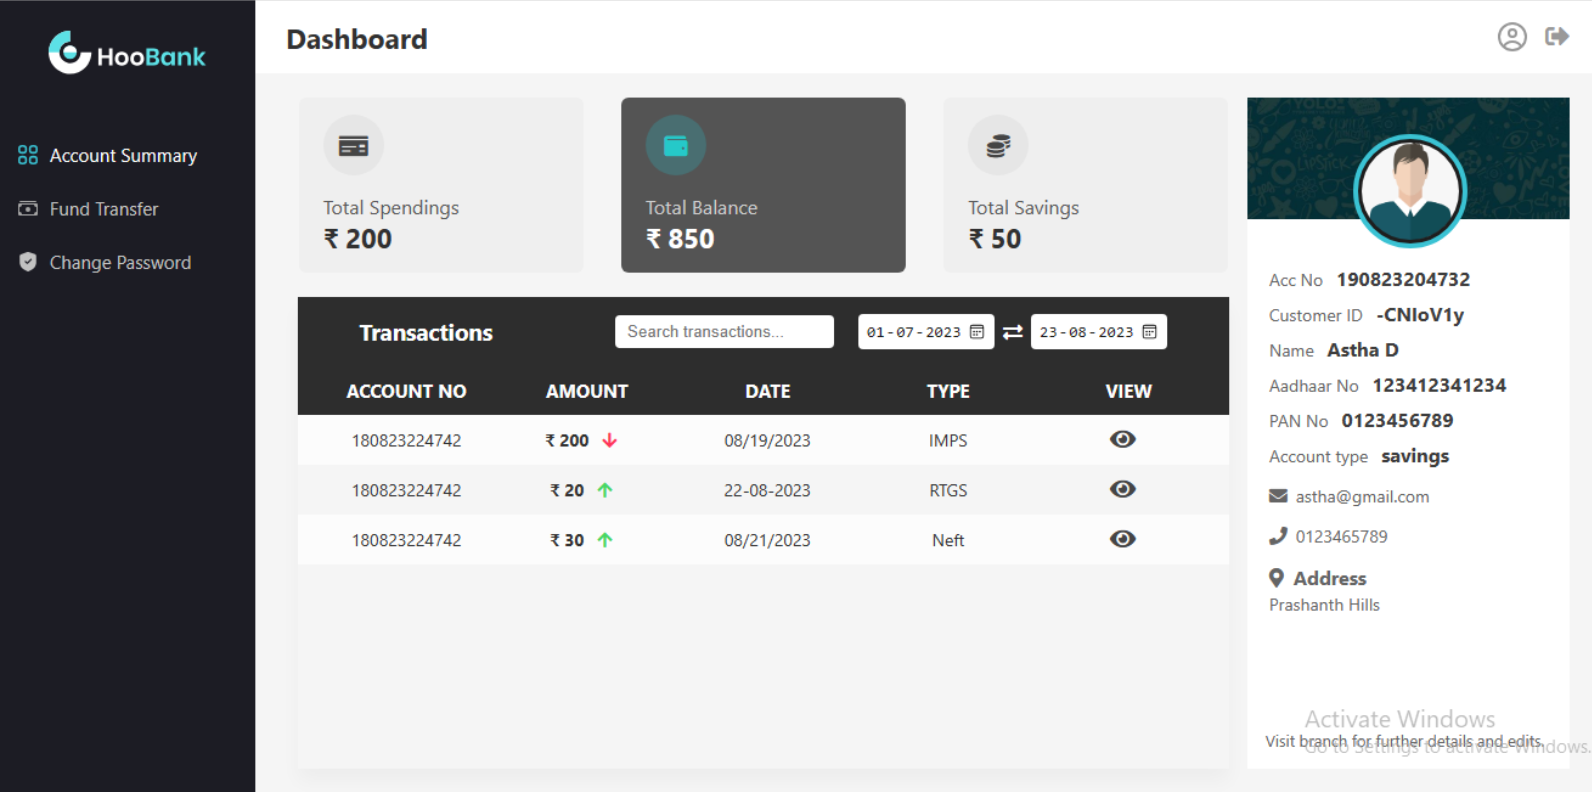 HooBank
Dashboard
Account Summary
Fund Transfer
Change Password
Total Spendings
₹ 200
Total Balance
₹ 850
Total Savings
₹ 50
Transactions
Search transactions...
01-07-2023
23-08-2023
ACCOUNT NO AMOUNT DATE TYPE VIEW
180823224742 ₹ 200 08/19/2023 IMPS
180823224742 ₹ 20 22-08-2023 RTGS
180823224742 ₹ 30 08/21/2023 Neft
YOLO
LIPSTICK
Acc No 190823204732
Customer ID -CNIoV1y
Name Astha D
Aadhaar No 123412341234
PAN No 0123456789
Account type savings
astha@gmail.com
0123465789
Address
Prashanth Hills
Activate Windows
Visit branch for further details and edits.
Go to Settings to activate Windows.